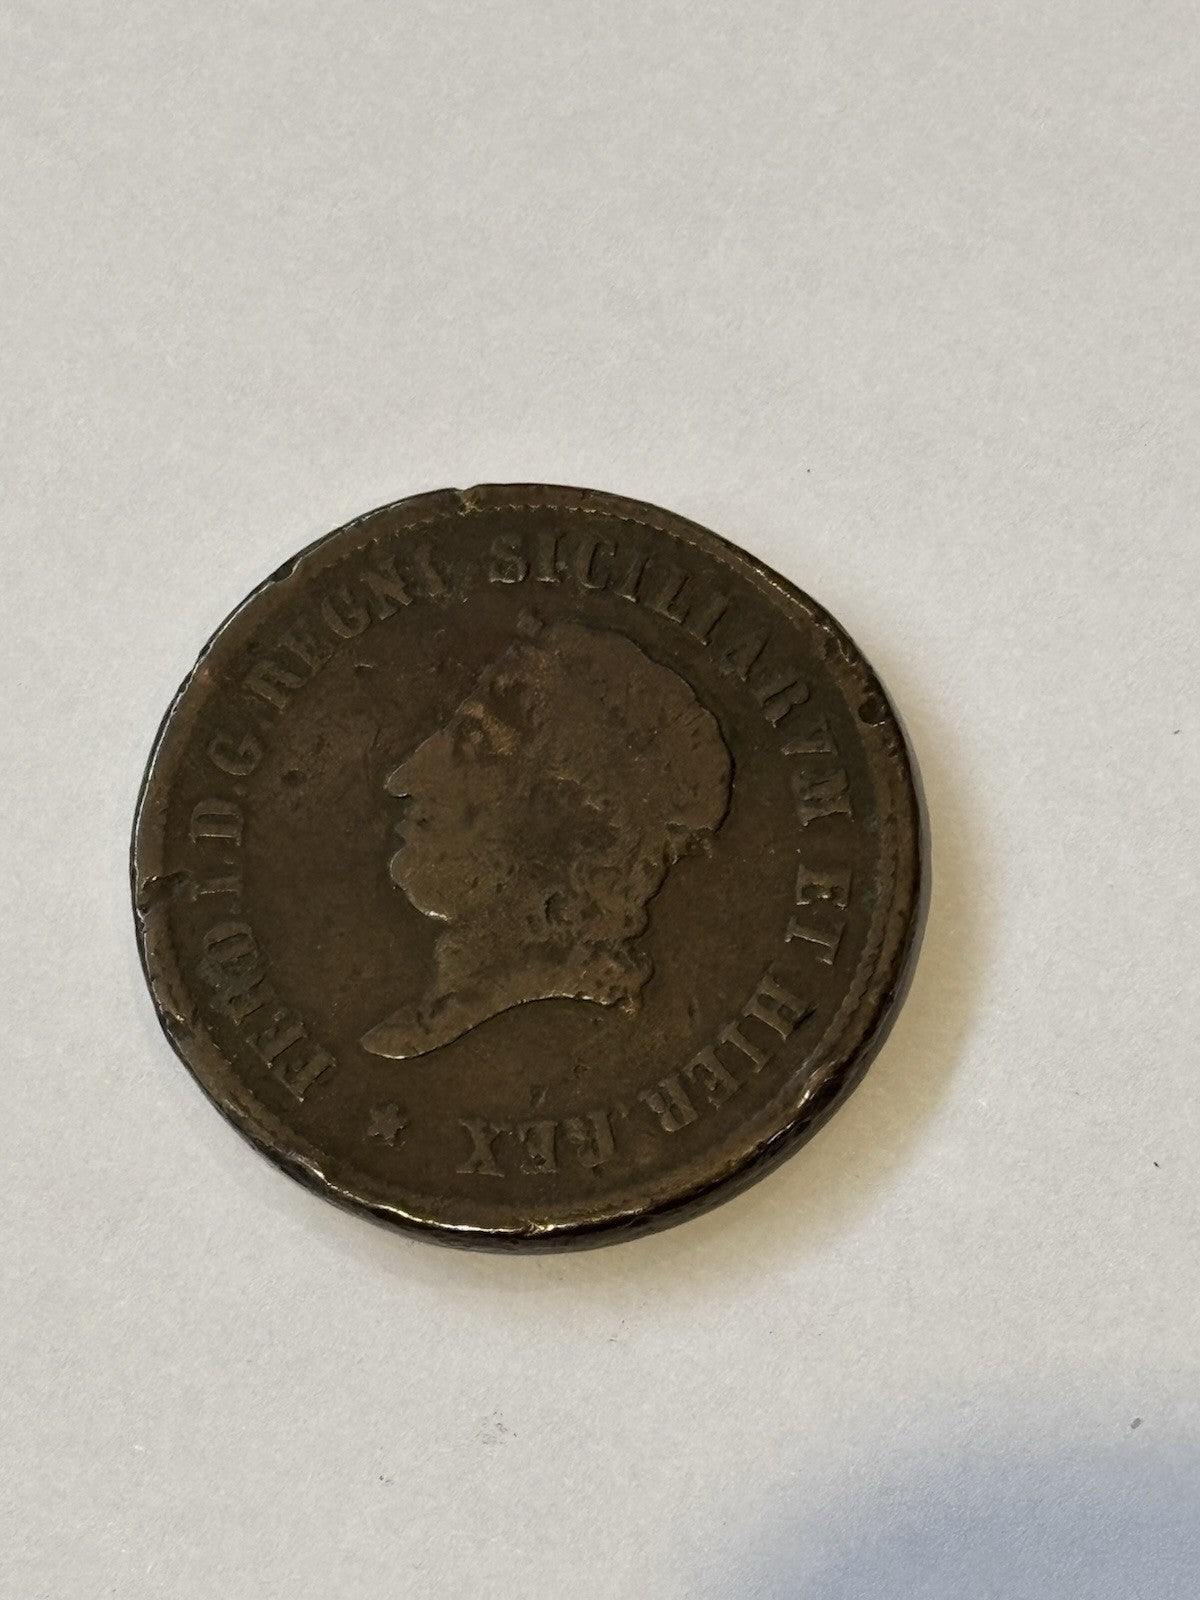 FERD. I. D. G. REGNI SICILIARVM ET HIER. REX